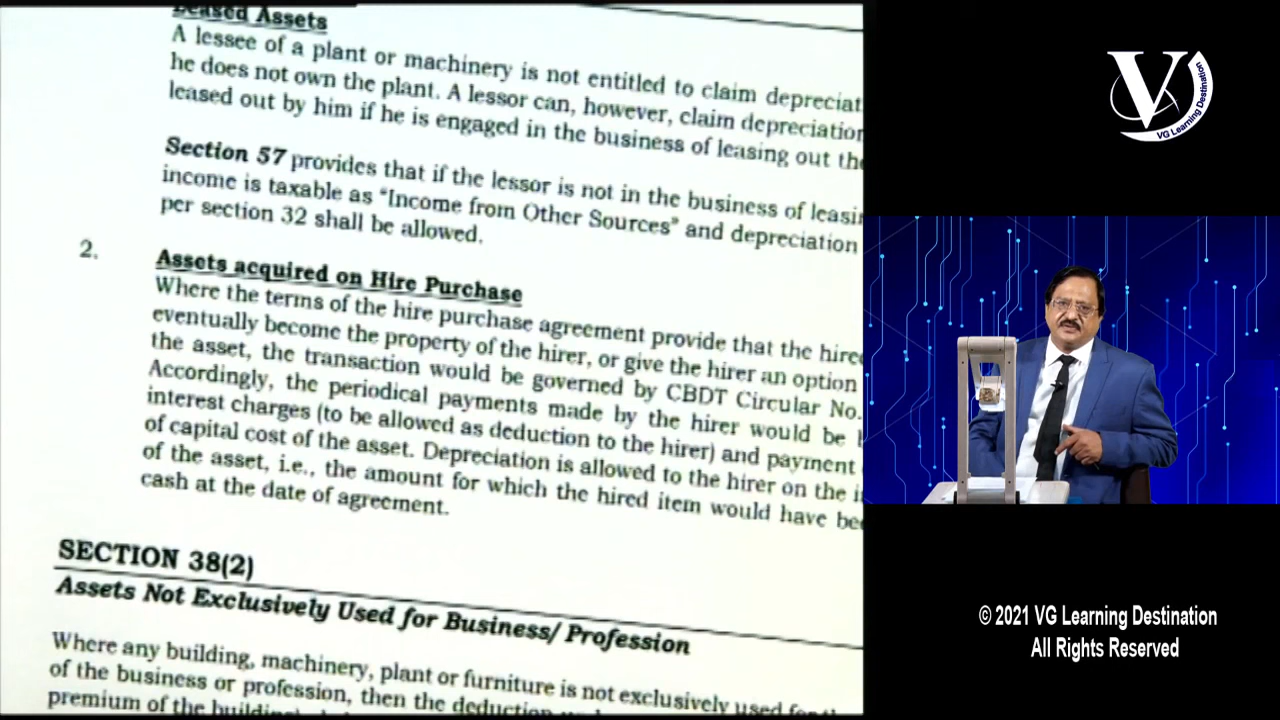 Leased Assets
A lessee of a plant or machinery is not entitled to claim depreciat
he does not own the plant. A lessor can, however, claim depreciation
leased out by him if he is engaged in the business of leasing out the
Section 57 provides that if the lessor is not in the business of leasin
income is taxable as “Income from Other Sources” and depreciation
per section 32 shall be allowed.
2.
Assets acquired on Hire Purchase
Where the terms of the hire purchase agreement provide that the hired
eventually become the property of the hirer, or give the hirer an option
the asset, the transaction would be governed by CBDT Circular No.
Accordingly, the periodical payments made by the hirer would be
interest charges (to be allowed as deduction to the hirer) and payment
of capital cost of the asset. Depreciation is allowed to the hirer on the
of the asset, i.e., the amount for which the hired item would have bee
cash at the date of agreement.
SECTION 38(2)
Assets Not Exclusively Used for Business/ Profession
Where any building, machinery, plant or furniture is not exclusively used for
of the business or profession, then the deduction
premium of the building
V
VG Learning Destination
© 2021 VG Learning Destination
All Rights Reserved